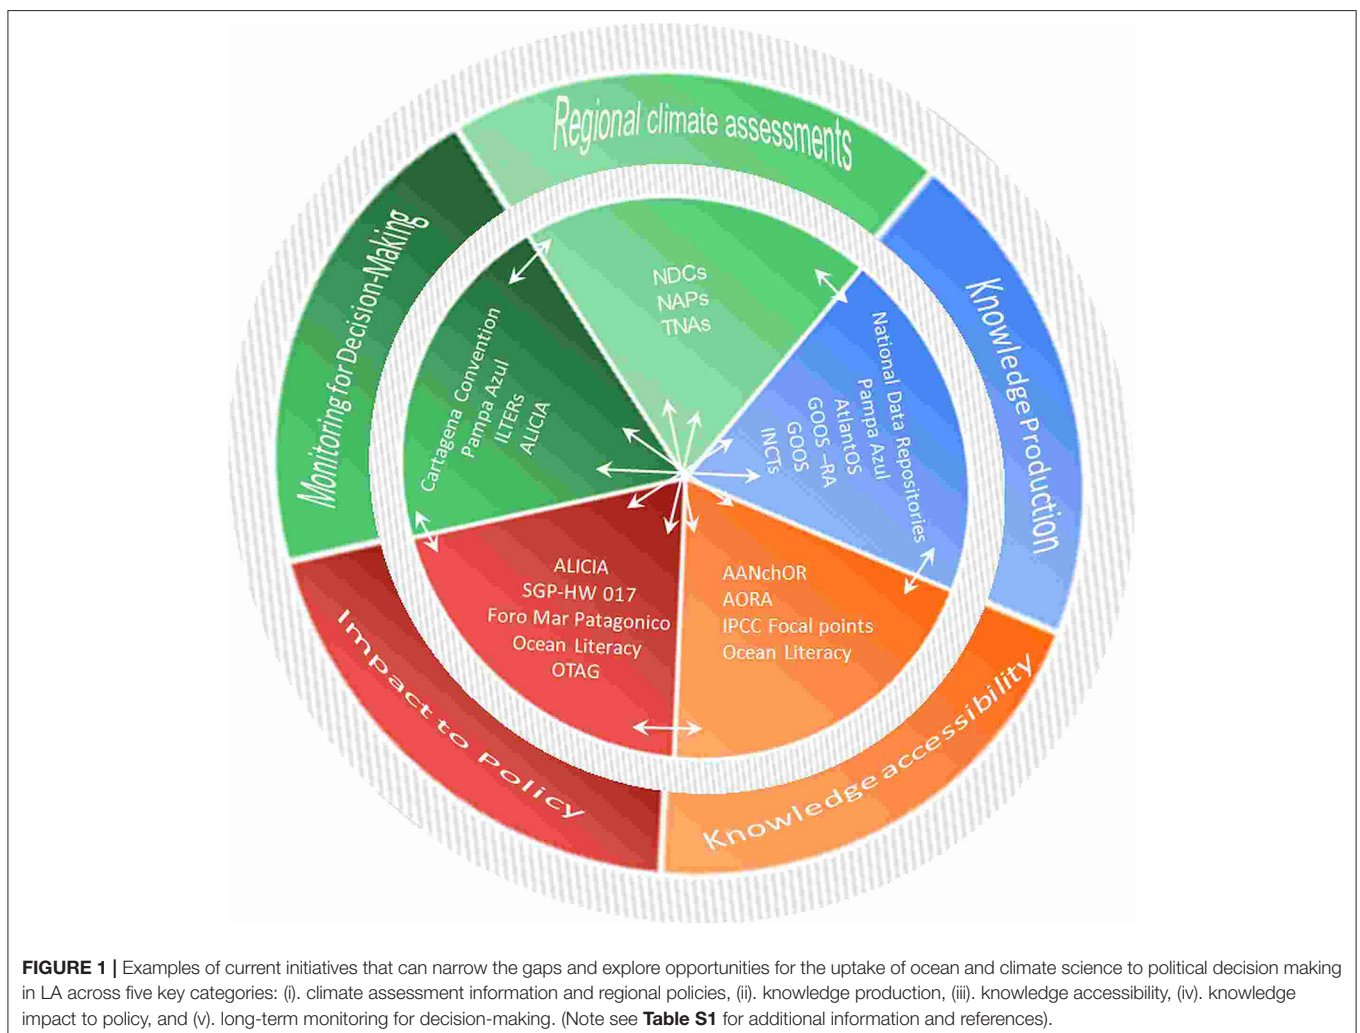 Regional climate assessments
Knowledge Production
Knowledge accessibility
Impact to Policy
Monitoring for Decision-Making
NDCs
NAPs
TNAs
National Data Repositories
Pampa Azul
AtlantOS
GOOS –RA
GOOS
INCTs
AANchOR
AORA
IPCC Focal points
Ocean Literacy
ALICIA
SGP-HW 017
Foro Mar Patagonico
Ocean Literacy
OTAG
Cartagena Convention
Pampa Azul
ILTERs
ALICIA
FIGURE 1 | Examples of current initiatives that can narrow the gaps and explore opportunities for the uptake of ocean and climate science to political decision making
in LA across five key categories: (i). climate assessment information and regional policies, (ii). knowledge production, (iii). knowledge accessibility, (iv). knowledge
impact to policy, and (v). long-term monitoring for decision-making. (Note see Table S1 for additional information and references).